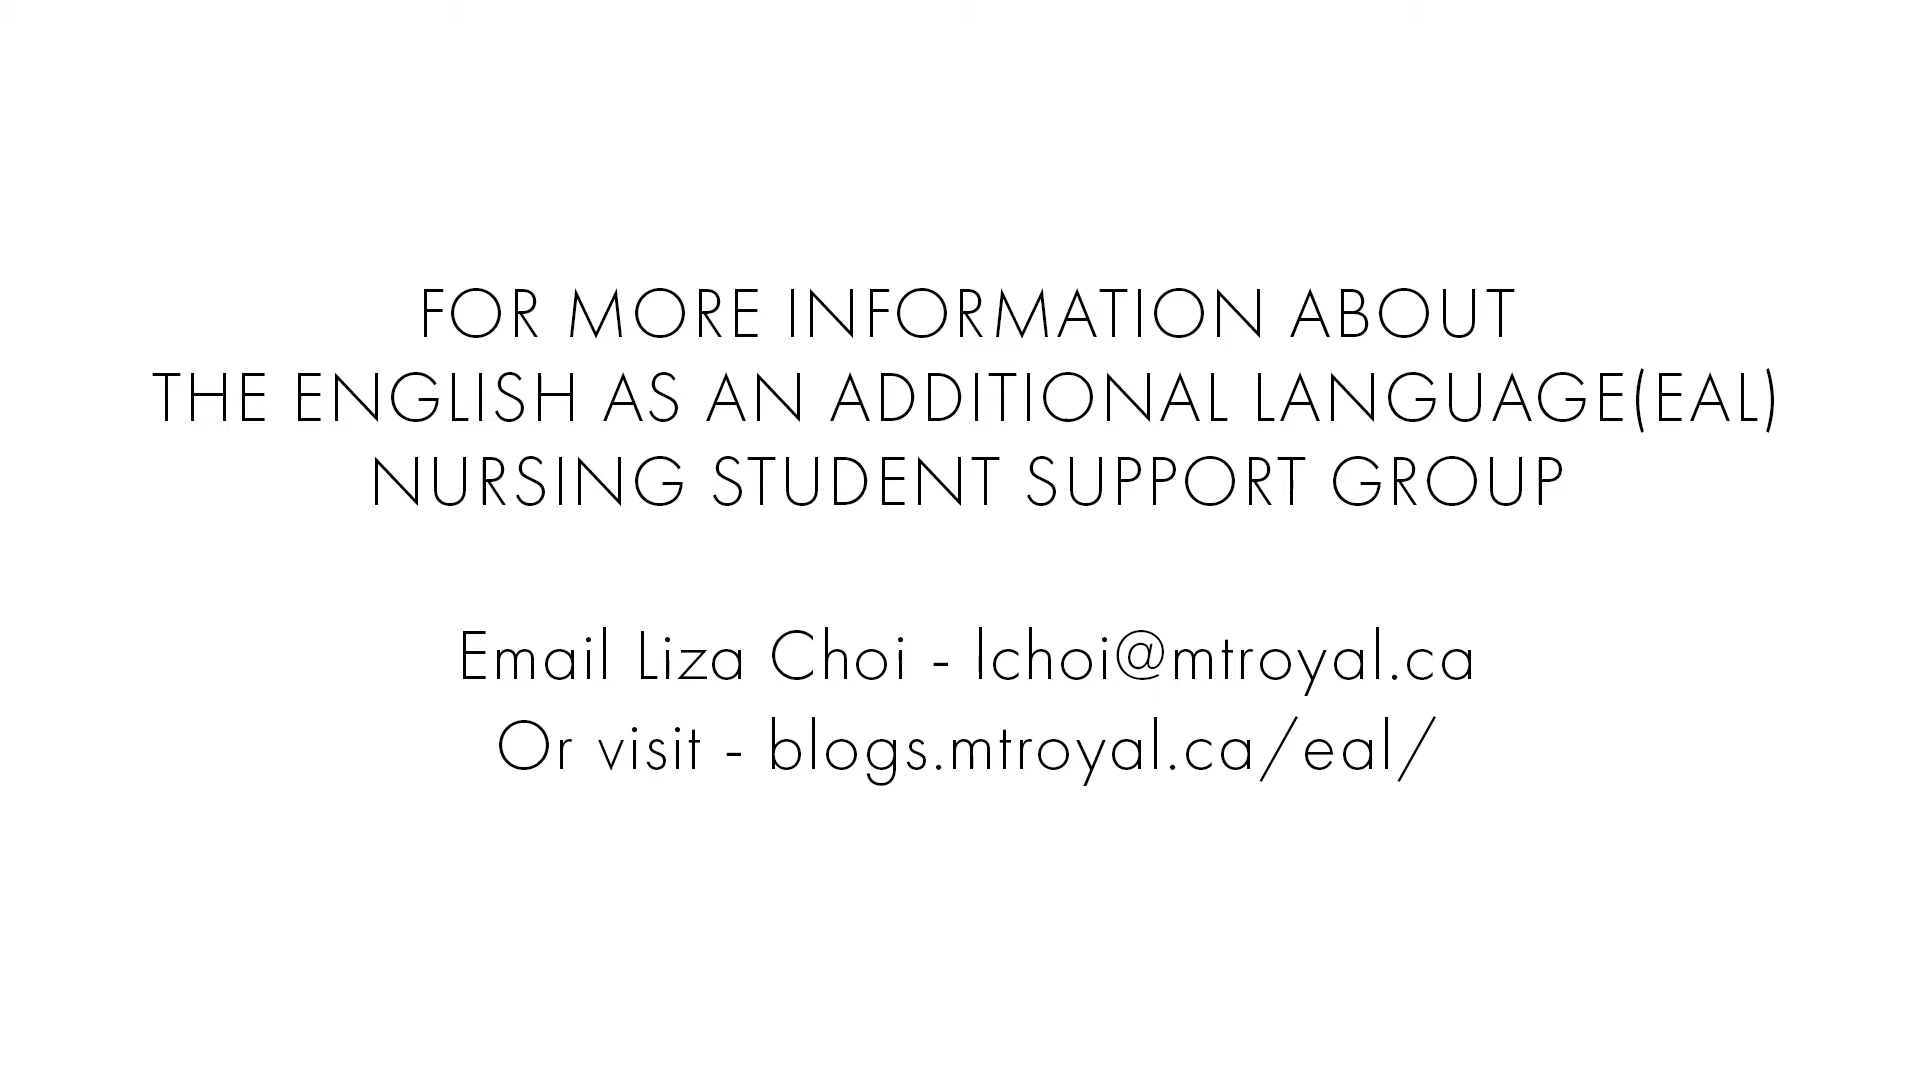 FOR MORE INFORMATION ABOUT
THE ENGLISH AS AN ADDITIONAL LANGUAGE(EAL)
NURSING STUDENT SUPPORT GROUP
Email Liza Choi - lchoi@mtroyal.ca
Or visit - blogs.mtroyal.ca/eal/